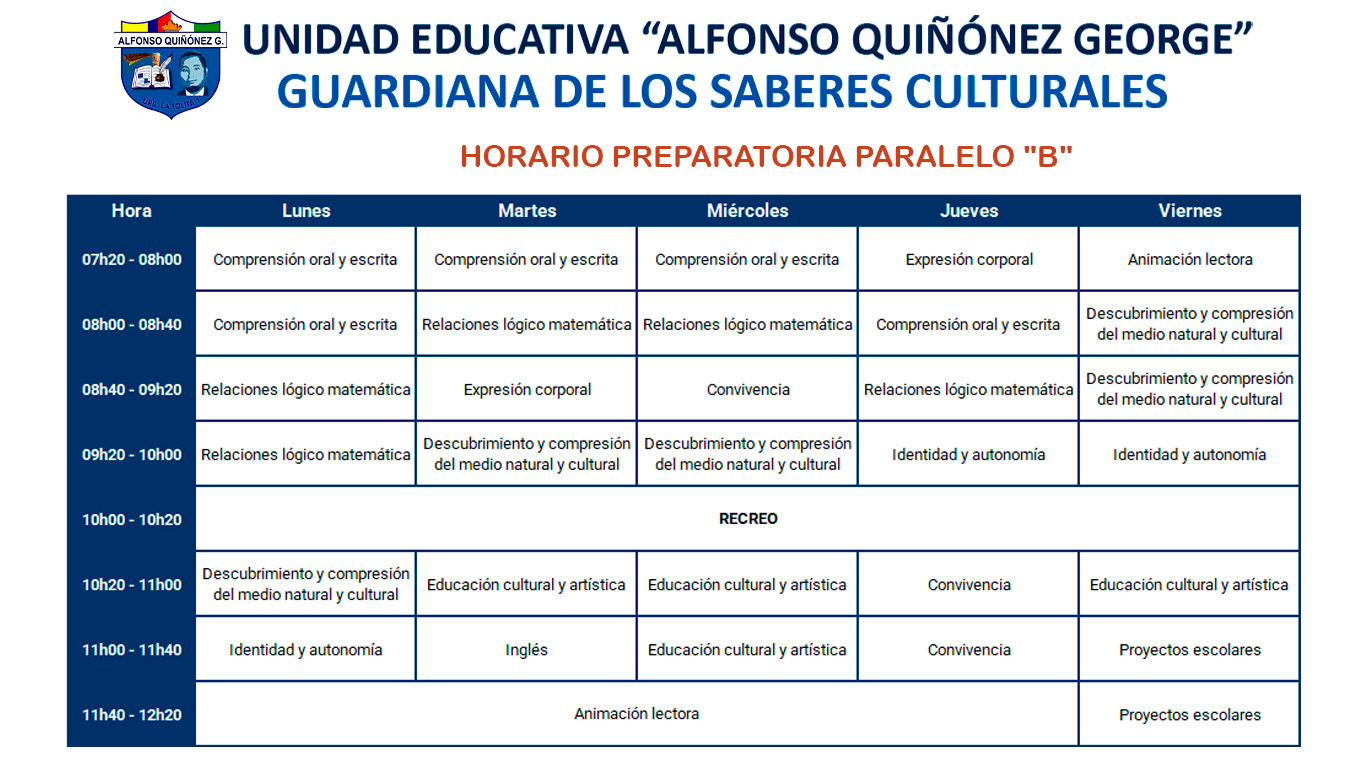 ALFONSO QUIÑÓNEZ G.
URB. LA TOLITA 1
UNIDAD EDUCATIVA “ALFONSO QUIÑÓNEZ GEORGE”
GUARDIANA DE LOS SABERES CULTURALES
HORARIO PREPARATORIA PARALELO "B"
Hora Lunes Martes Miércoles Jueves Viernes
07h20 - 08h00 Comprensión oral y escrita Comprensión oral y escrita Comprensión oral y escrita Expresión corporal Animación lectora
08h00 - 08h40 Comprensión oral y escrita Relaciones lógico matemática Relaciones lógico matemática Comprensión oral y escrita Descubrimiento y compresión
del medio natural y cultural
08h40 - 09h20 Relaciones lógico matemática Expresión corporal Convivencia Relaciones lógico matemática Descubrimiento y compresión
del medio natural y cultural
09h20 - 10h00 Relaciones lógico matemática Descubrimiento y compresión Descubrimiento y compresión Identidad y autonomía Identidad y autonomía
del medio natural y cultural del medio natural y cultural
10h00 - 10h20 RECREO
10h20 - 11h00 Descubrimiento y compresión Educación cultural y artística Educación cultural y artística Convivencia Educación cultural y artística
del medio natural y cultural
11h00 - 11h40 Identidad y autonomía Inglés Educación cultural y artística Convivencia Proyectos escolares
11h40 - 12h20 Animación lectora Proyectos escolares